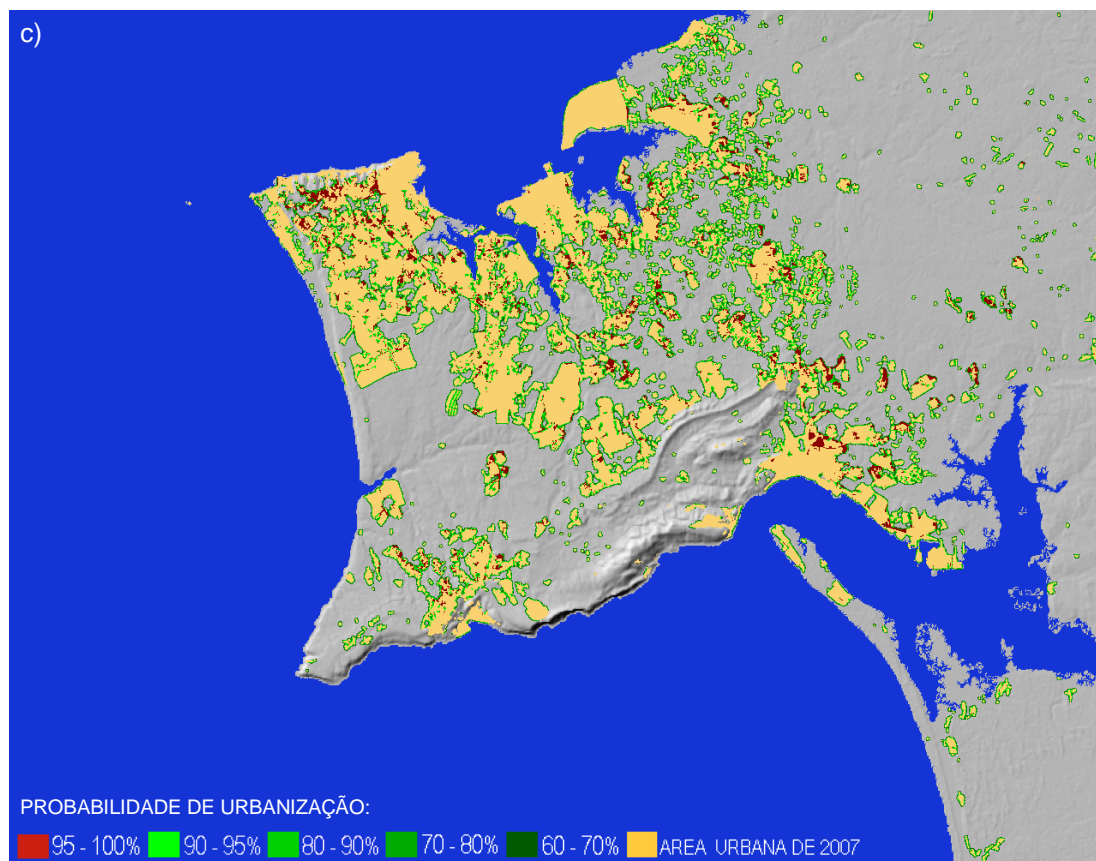 c)
PROBABILIDADE DE URBANIZAÇÃO:
95 - 100% 90 - 95% 80 - 90% 70 - 80% 60 - 70% AREA URBANA DE 2007